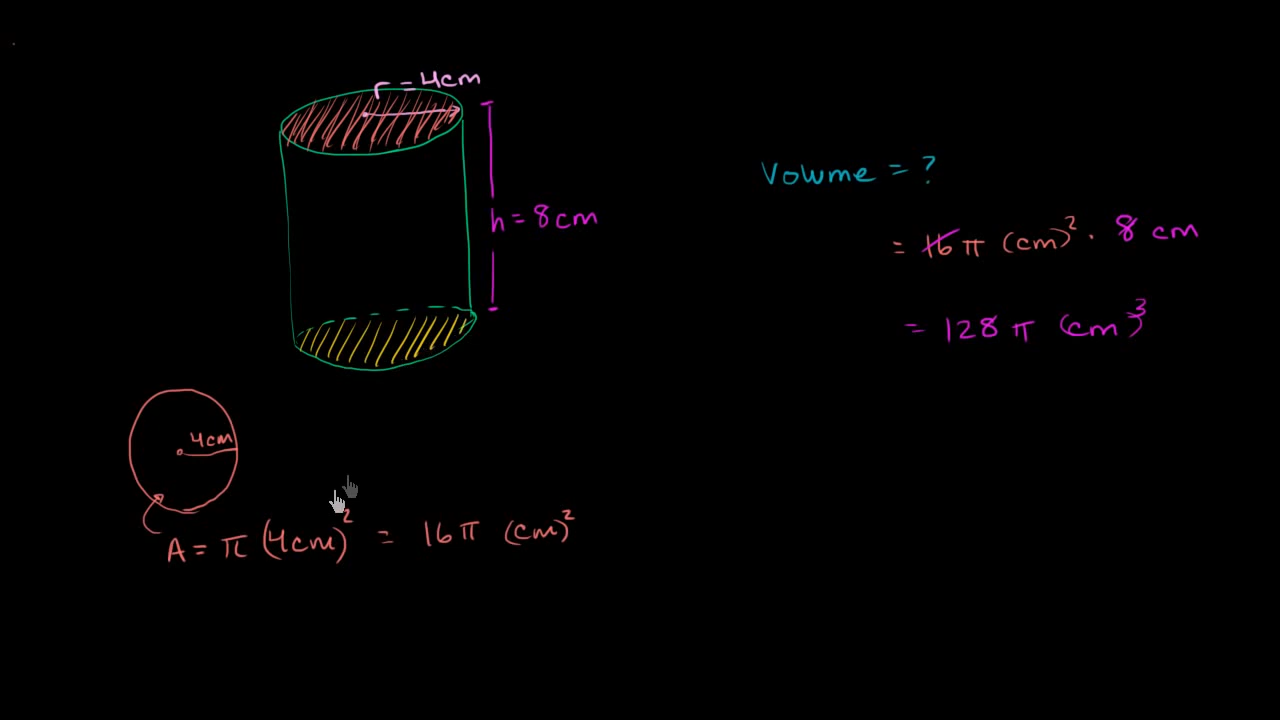 r = 4cm
h = 8cm
Volume = ?
= 16π (cm)² · 8 cm
= 128 π (cm)³
4cm
A = π (4cm)² = 16π (cm)²